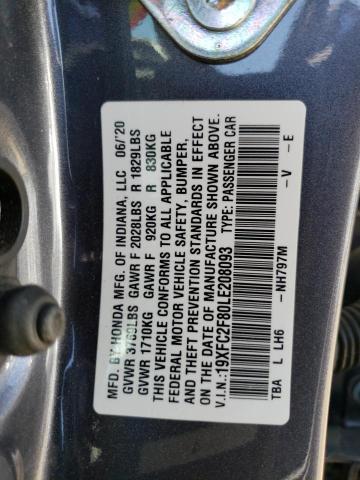 MFD. BY HONDA MFG. OF INDIANA, LLC 06/'20
GVWR 3769LBS GAWR F 2028LBS R 1829LBS
GVWR 1710KG GAWR F 920KG R 830KG
THIS VEHICLE CONFORMS TO ALL APPLICABLE
FEDERAL MOTOR VEHICLE SAFETY, BUMPER,
AND THEFT PREVENTION STANDARDS IN EFFECT
ON THE DATE OF MANUFACTURE SHOWN ABOVE.
V.I.N.:19XFC2F80LE208093 TYPE: PASSENGER CAR
-NH797M -V -E
TBA L LH6